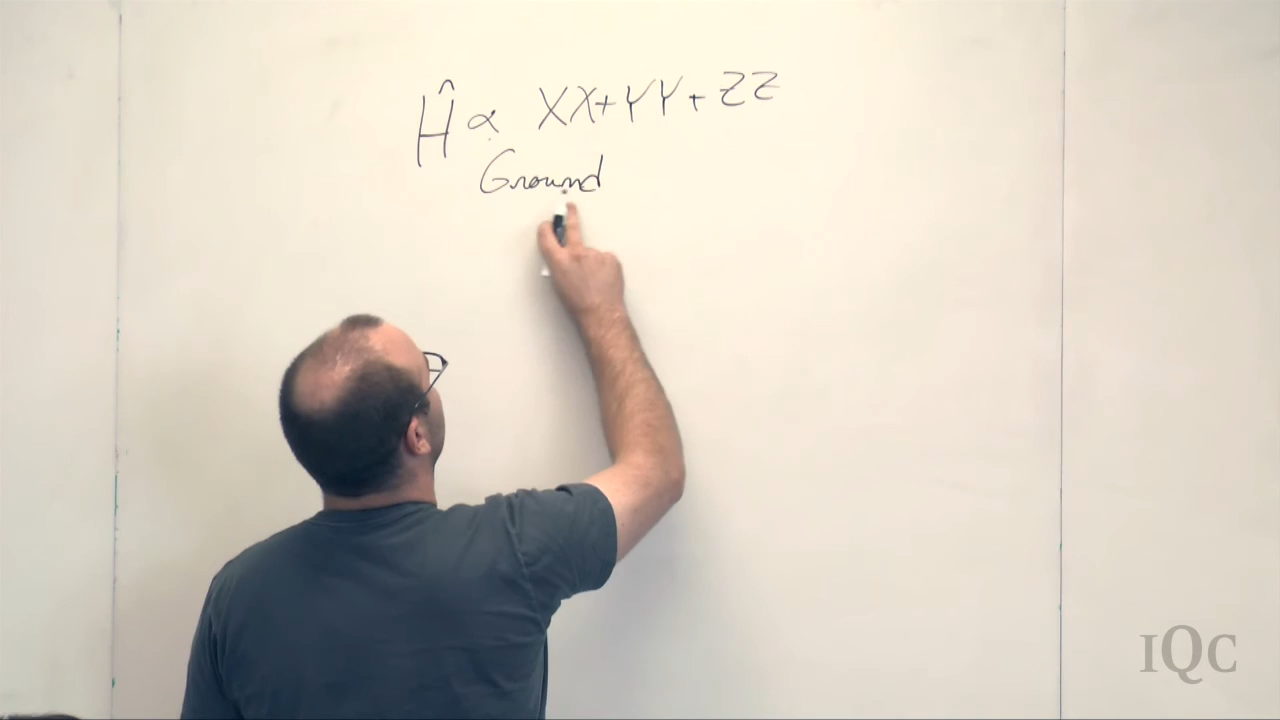 Ĥ ∝ XX+YY+ZZ
Ground
IQC